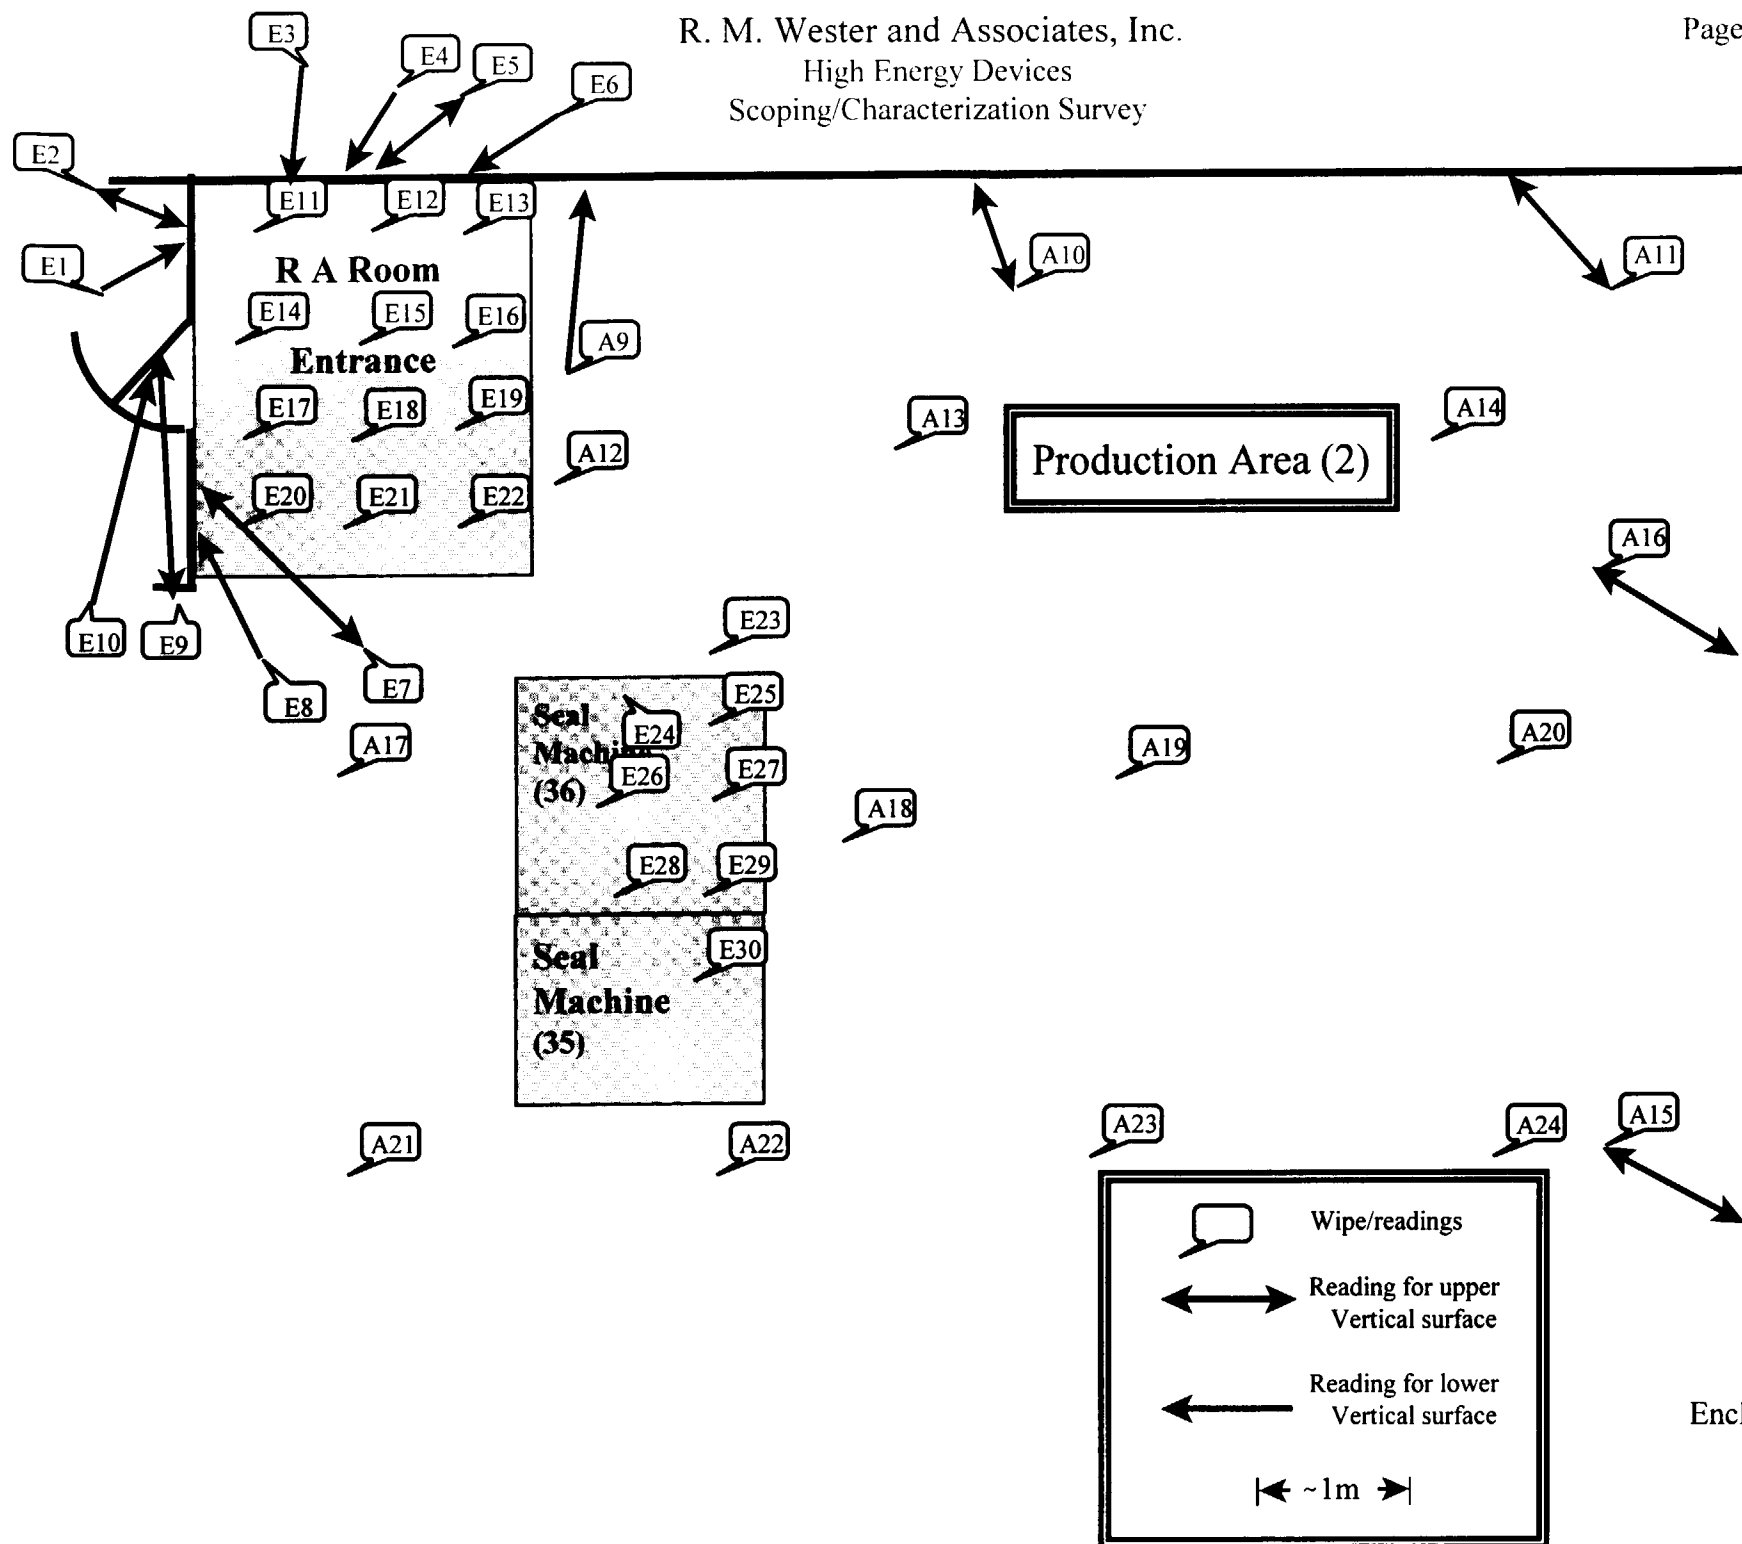 R. M. Wester and Associates, Inc.
Page
High Energy Devices
Scoping/Characterization Survey
E3
E4
E5
E6
E2
E1
E11
E12
E13
R A Room
A10
A11
E14
E15
E16
Entrance
A9
E17
E18
E19
A13
A14
Production Area (2)
A12
E20
E21
E22
A16
E10
E9
E8
E7
E23
Seal
Machine
(36)
E24
E25
E26
E27
E28
E29
A17
A18
A19
A20
Seal
Machine
(35)
E30
A21
A22
A23
A24
A15
Wipe/readings
Reading for upper
Vertical surface
Reading for lower
Vertical surface
~1m
Encl